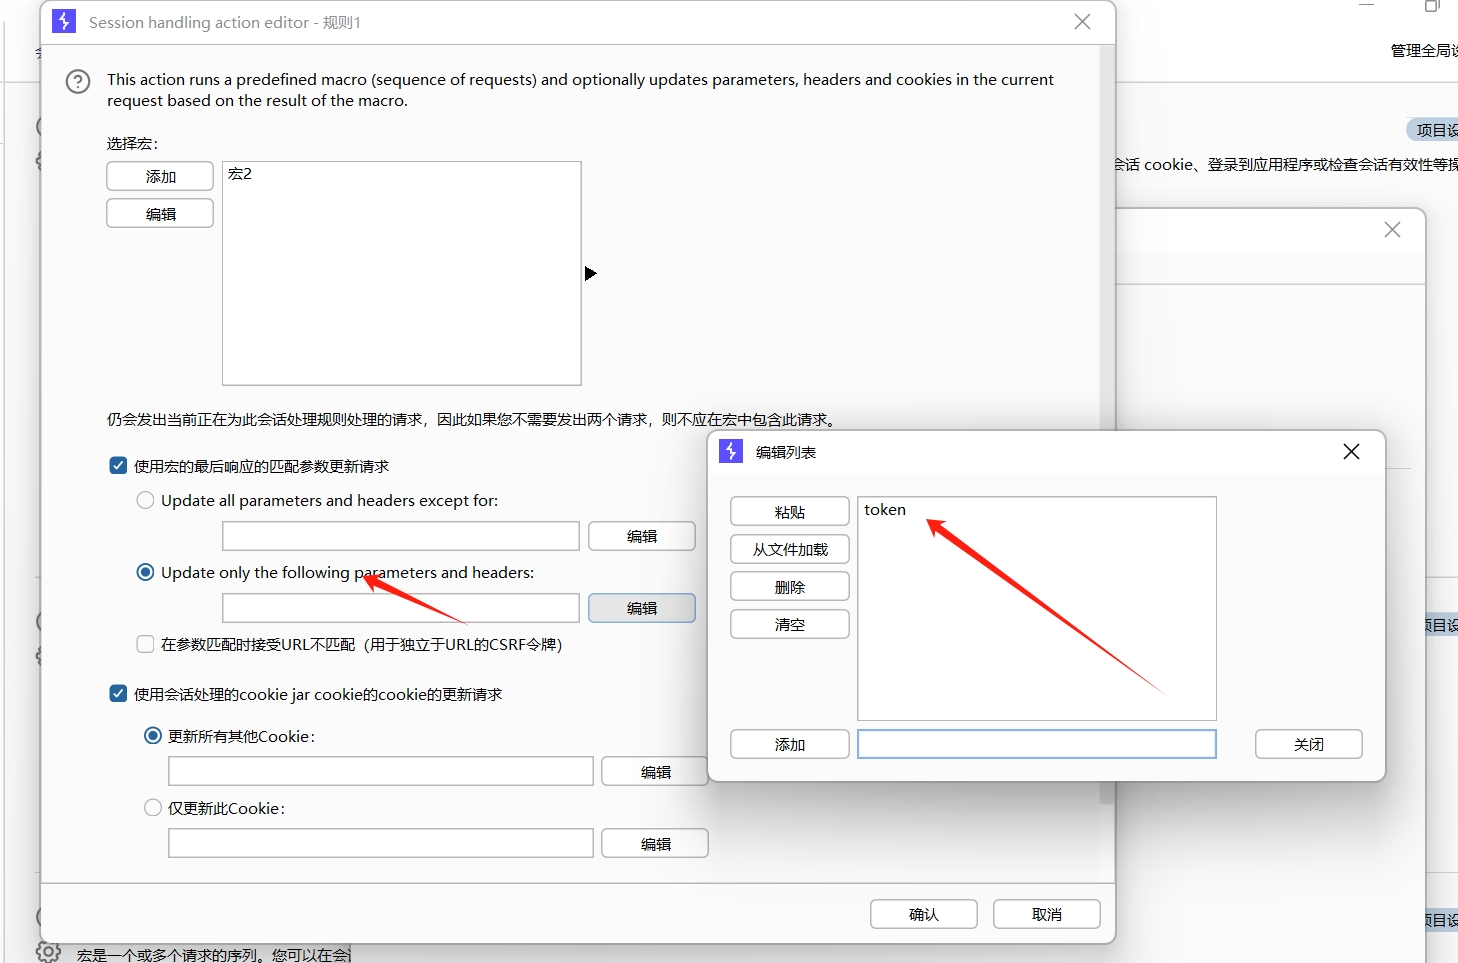 Session handling action editor - 规则1
管理全局设
This action runs a predefined macro (sequence of requests) and optionally updates parameters, headers and cookies in the current
request based on the result of the macro.
项目设
选择宏：
会话 cookie、登录到应用程序或检查会话有效性等操
添加
宏2
编辑
仍会发出当前正在为此会话处理规则处理的请求，因此如果您不需要发出两个请求，则不应在宏中包含此请求。
使用宏的最后响应的匹配参数更新请求
Update all parameters and headers except for:
编辑
Update only the following parameters and headers:
编辑
在参数匹配时接受URL不匹配（用于独立于URL的CSRF令牌）
使用会话处理的cookie jar cookie的cookie的更新请求
更新所有其他Cookie：
编辑
仅更新此Cookie：
编辑
确认
取消
编辑列表
粘贴
token
从文件加载
删除
清空
添加
关闭
项目设
项目设
宏是一个或多个请求的序列。您可以在会